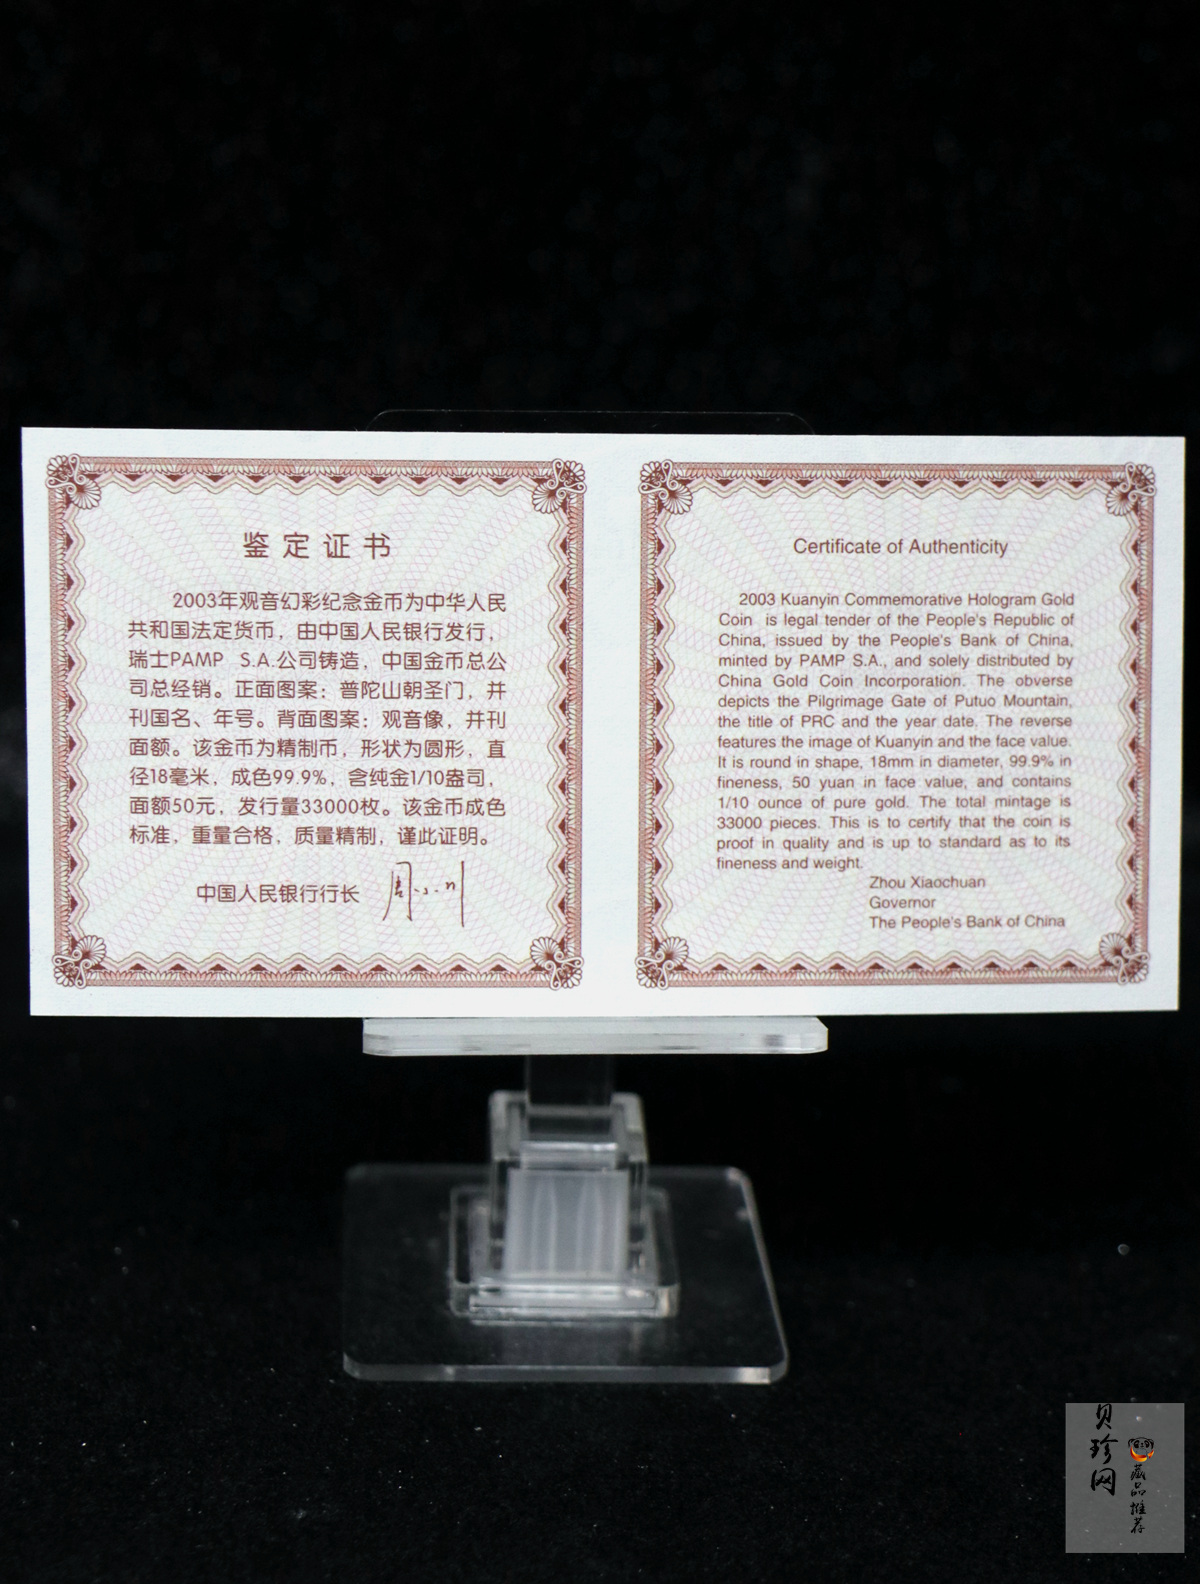 鉴定证书
2003年观音幻彩纪念金币为中华人民
共和国法定货币，由中国人民银行发行，
瑞士PAMP S.A.公司铸造，中国金币总公
司总经销。正面图案：普陀山朝圣门，并
刊国名、年号。背面图案：观音像，并刊
面额。该金币为精制币，形状为圆形，直
径18毫米，成色99.9%，含纯金1/10盎司，
面额50元，发行量33000枚。该金币成色
标准，重量合格，质量精制，谨此证明。
中国人民银行行长 周小川
Certificate of Authenticity
2003 Kuanyin Commemorative Hologram Gold
Coin is legal tender of the People's Republic of
China, issued by the People's Bank of China,
minted by PAMP S.A., and solely distributed by
China Gold Coin Incorporation. The obverse
depicts the Pilgrimage Gate of Putuo Mountain,
the title of PRC and the year date. The reverse
features the image of Kuanyin and the face value.
It is round in shape, 18mm in diameter, 99.9% in
fineness, 50 yuan in face value, and contains
1/10 ounce of pure gold. The total mintage is
33000 pieces. This is to certify that the coin is
proof in quality and is up to standard as to its
fineness and weight.
Zhou Xiaochuan
Governor
The People's Bank of China
贝珍网
藏品推荐